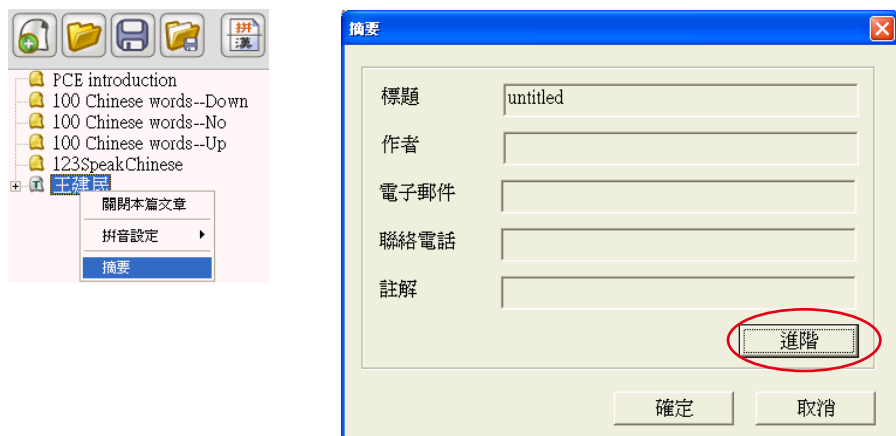 拼
漢
PCE introduction
100 Chinese words--Down
100 Chinese words--No
100 Chinese words--Up
123SpeakChinese
王建民
關閉本篇文章
拼音設定
摘要
摘要
標題 untitled
作者
電子郵件
聯絡電話
註解
進階
確定 取消